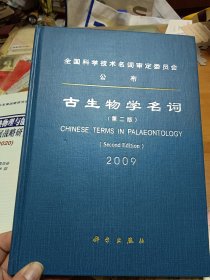 全国科学技术名词审定委员会
公布
古生物学名词
(第二版)
CHINESE TERMS IN PALAEONTOLOGY
(Second Edition)
2009
科学出版社